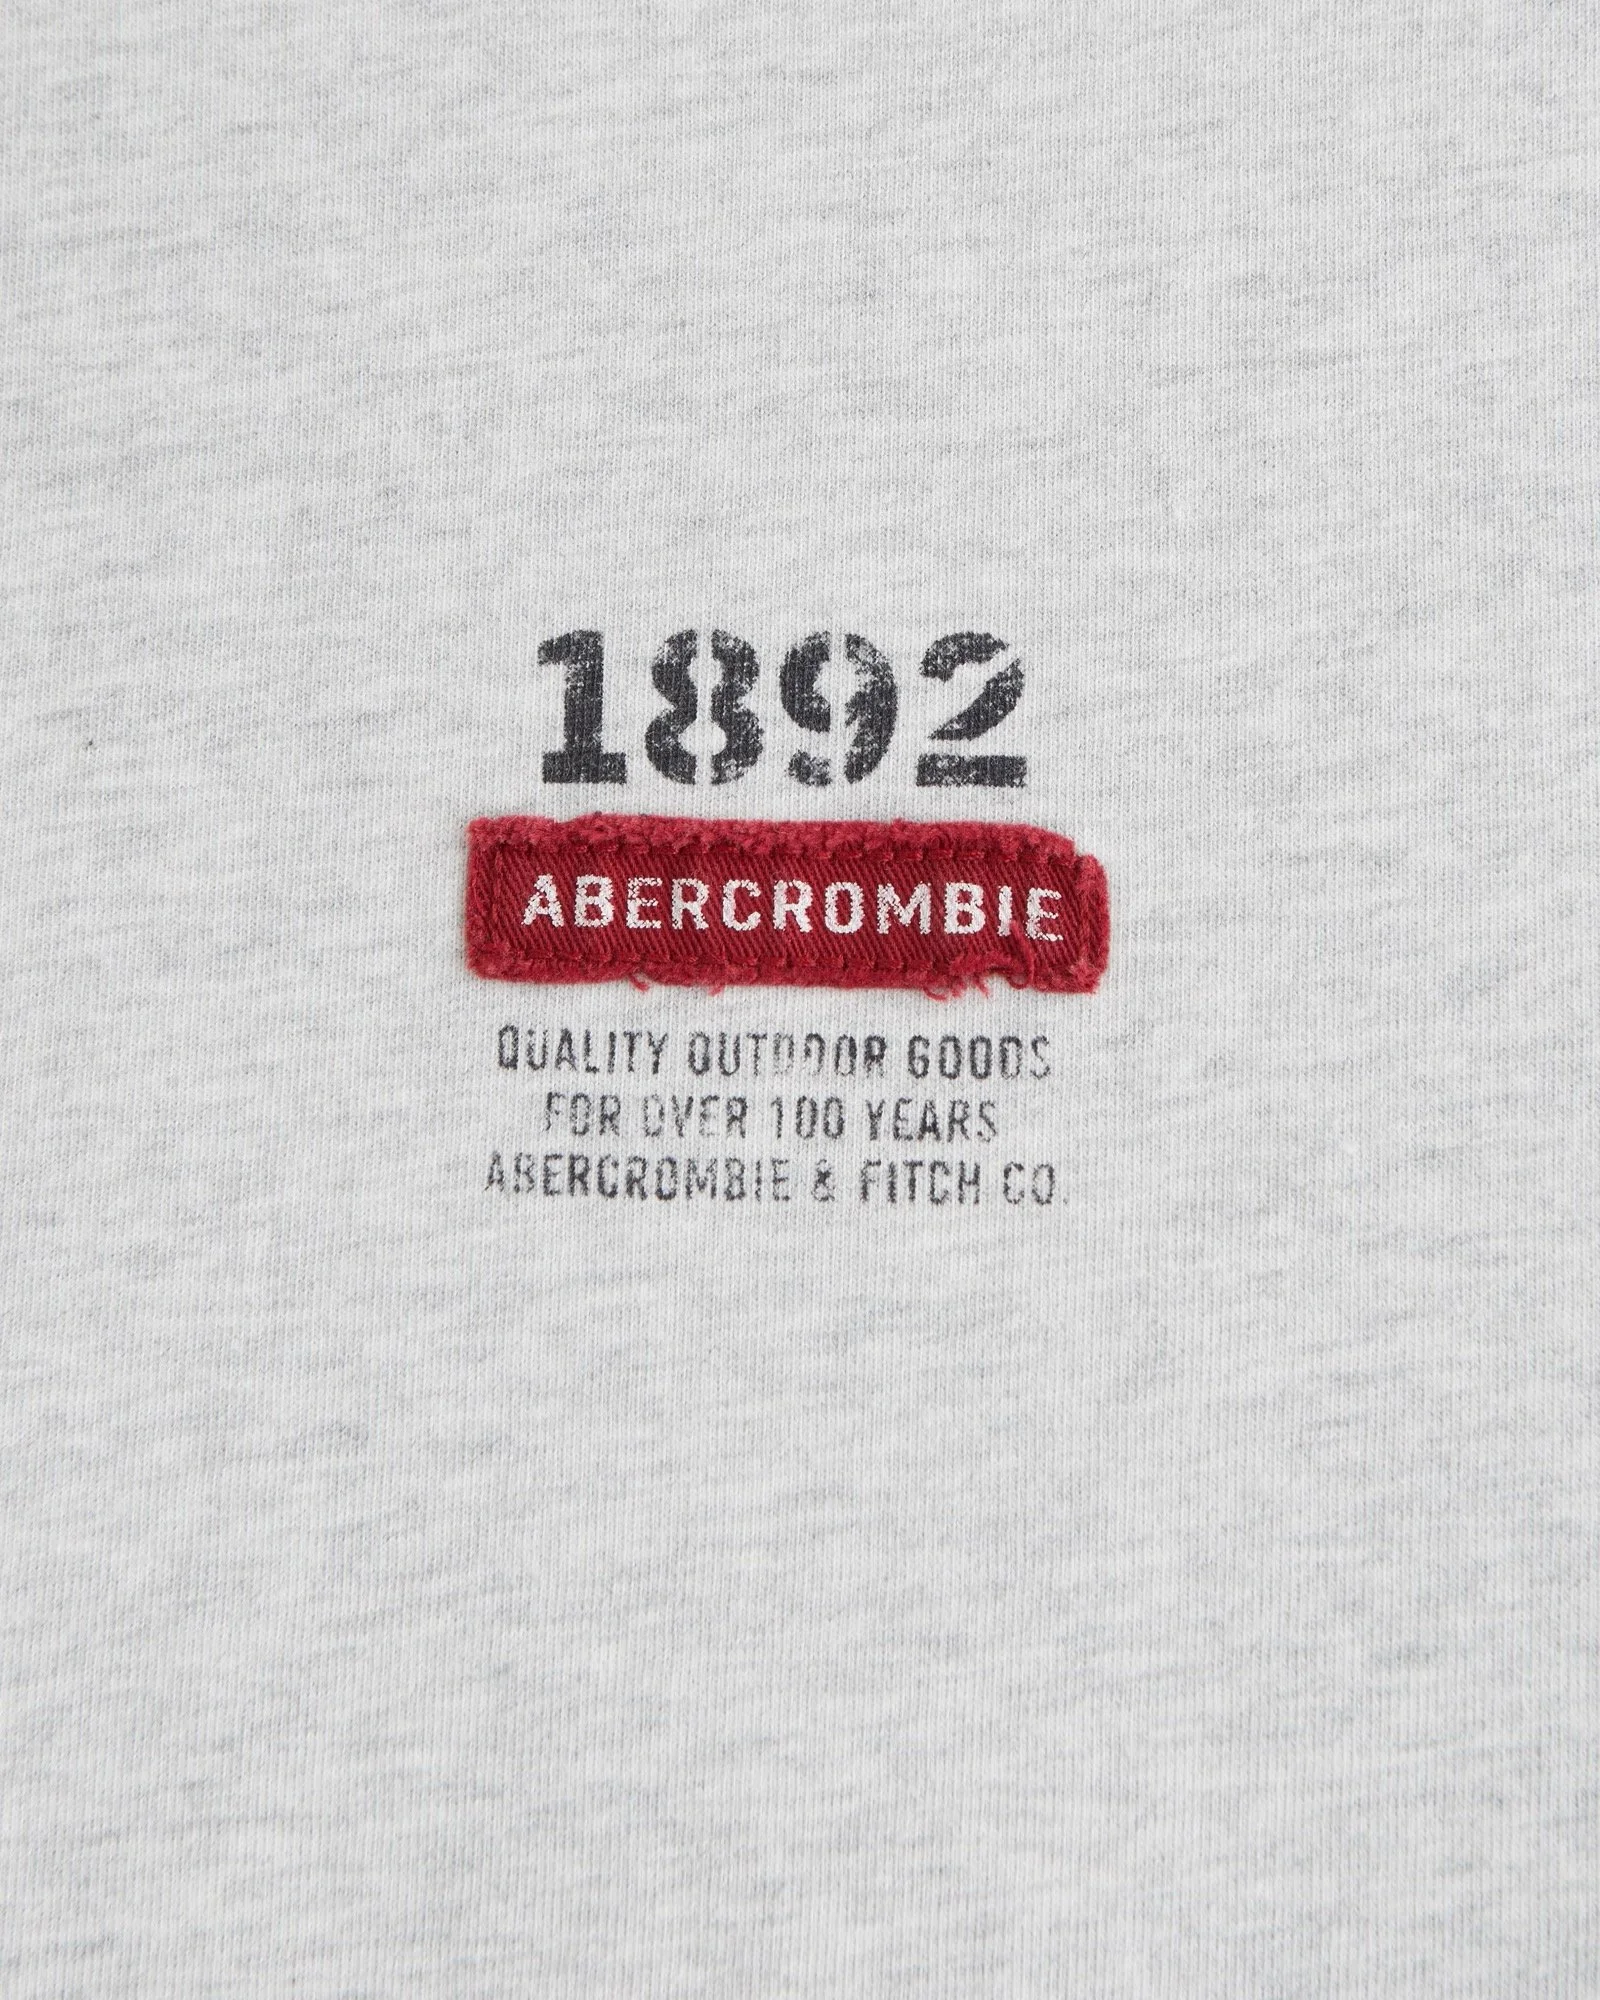 1892
ABERCROMBIE
QUALITY OUTDOOR GOODS
FOR OVER 100 YEARS
ABERCROMBIE & FITCH CO.